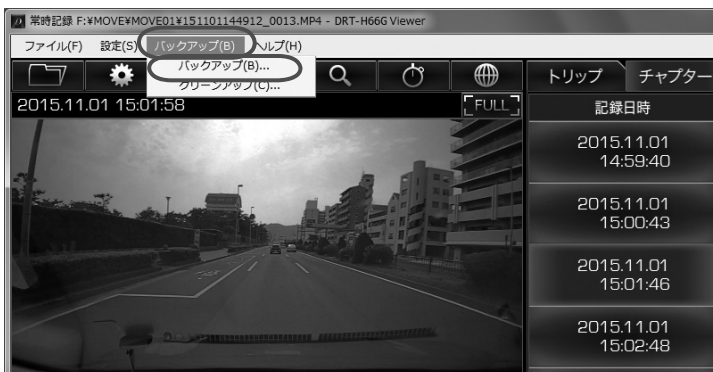 常時記録 F:¥MOVE¥MOVE01¥151101144912_0013.MP4 - DRT-H66G Viewer
ファイル(F) 設定(S) バックアップ(B) ヘルプ(H)
バックアップ(B)...
クリーンアップ(C)...
トリップ チャプター
2015.11.01 15:01:58 FULL
記録日時
2015.11.01
14:59:40
2015.11.01
15:00:43
2015.11.01
15:01:46
2015.11.01
15:02:48